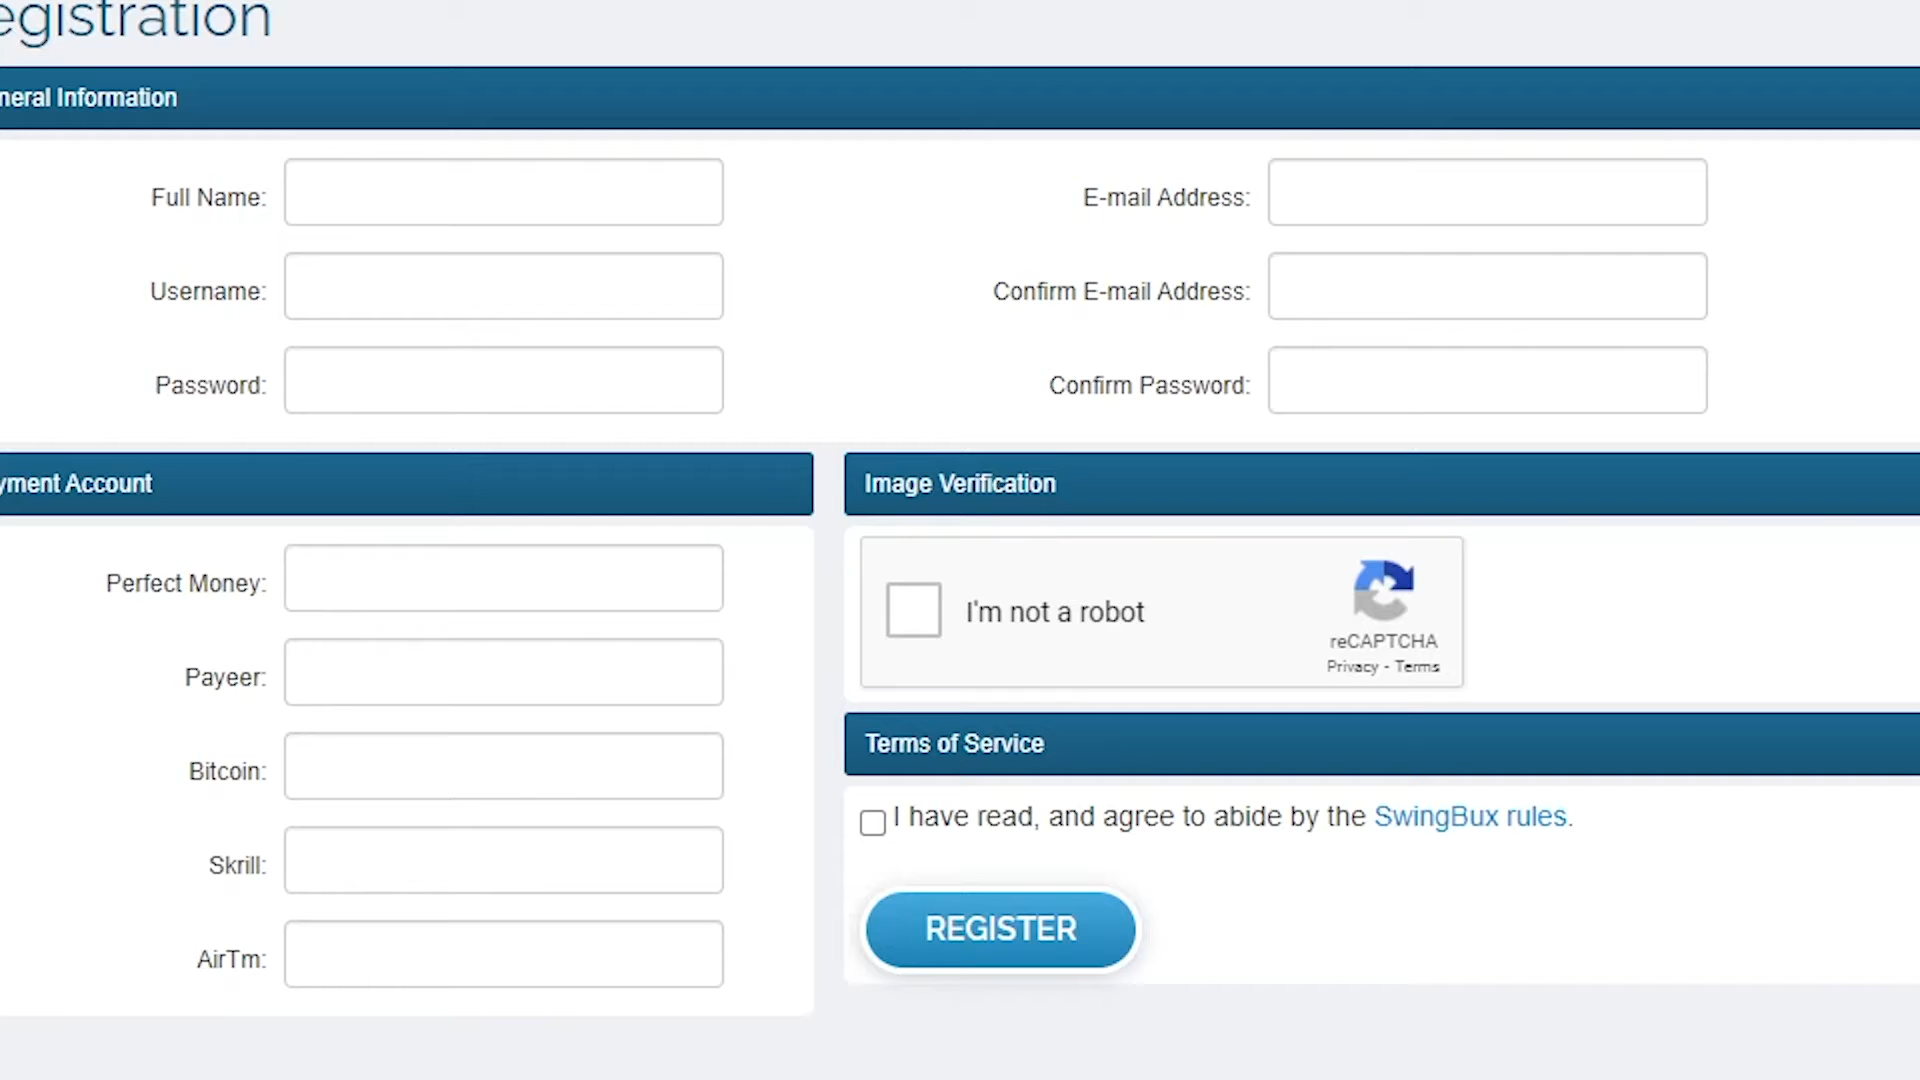 egistration
neral Information
Full Name:
E-mail Address:
Username:
Confirm E-mail Address:
Password:
Confirm Password:
yment Account
Image Verification
Perfect Money:
Payeer:
Bitcoin:
Skrill:
AirTm:
I'm not a robot
reCAPTCHA
Privacy - Terms
Terms of Service
I have read, and agree to abide by the SwingBux rules.
REGISTER